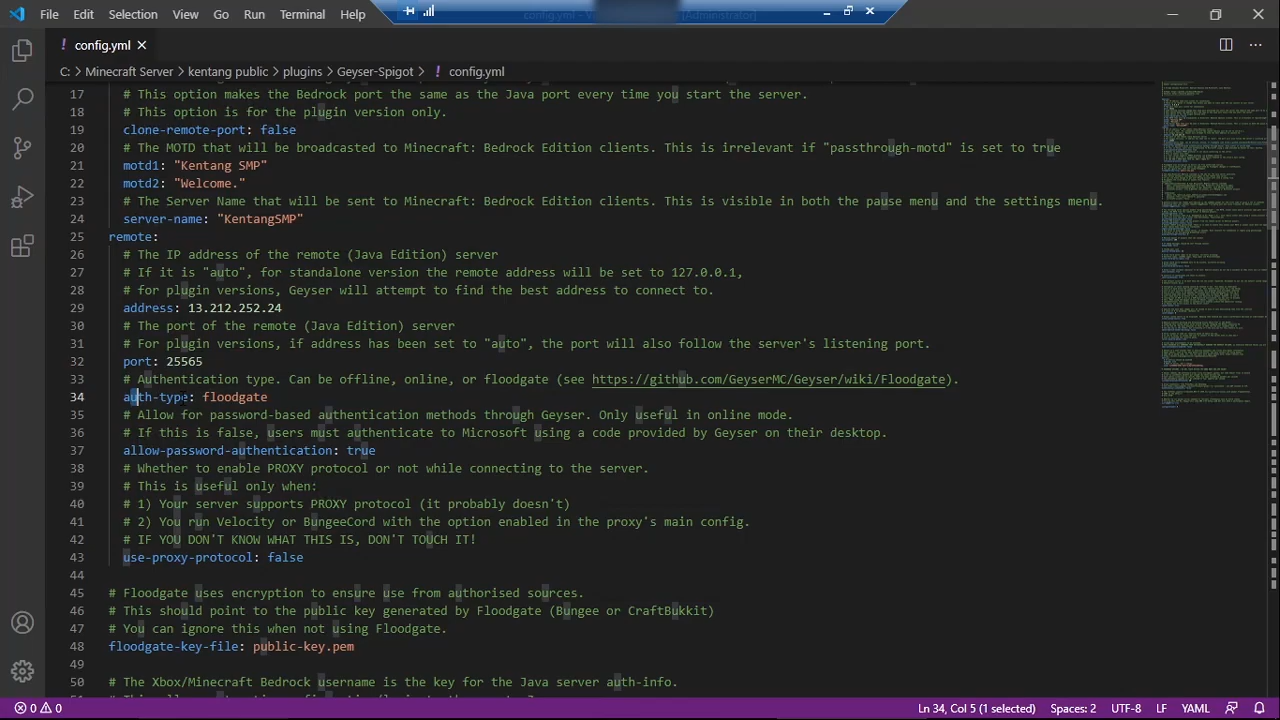 File Edit Selection View Go Run Terminal Help
[Administrator]
config.yml
C: > Minecraft Server > kentang public > plugins > Geyser-Spigot > ! config.yml
17 # This option makes the Bedrock port the same as the Java port every time you start the server.
18 # This option is for the plugin version only.
19 clone-remote-port: false
20 # The MOTD that will be broadcasted to Minecraft: Bedrock Edition clients. This is irrelevant if "passthrough-motd" is set to true
21 motd1: "Kentang SMP"
22 motd2: "Welcome."
23 # The Server Name that will be sent to Minecraft: Bedrock Edition clients. This is visible in both the pause menu and the settings menu.
24 server-name: "KentangSMP"
25 remote:
26 # The IP address of the remote (Java Edition) server
27 # If it is "auto", for standalone version the remote address will be set to 127.0.0.1,
28 # for plugin versions, Geyser will attempt to find the best address to connect to.
29 address: 13.212.252.24
30 # The port of the remote (Java Edition) server
31 # For plugin versions, if address has been set to "auto", the port will also follow the server's listening port.
32 port: 25565
33 # Authentication type. Can be offline, online, or floodgate (see http://github.com/GeyserMC/Geyser/wiki/Floodgate).
34 auth-type: floodgate
35 # Allow for password-based authentication methods through Geyser. Only useful in online mode.
36 # If this is false, users must authenticate to Microsoft using a code provided by Geyser on their desktop.
37 allow-password-authentication: true
38 # Whether to enable PROXY protocol or not while connecting to the server.
39 # This is useful only when:
40 # 1) Your server supports PROXY protocol (it probably doesn't)
41 # 2) You run Velocity or BungeeCord with the option enabled in the proxy's main config.
42 # IF YOU DON'T KNOW WHAT THIS IS, DON'T TOUCH IT!
43 use-proxy-protocol: false
44
45 # Floodgate uses encryption to ensure use from authorised sources.
46 # This should point to the public key generated by Floodgate (Bungee or CraftBukkit)
47 # You can ignore this when not using Floodgate.
48 floodgate-key-file: public-key.pem
49
50 # The Xbox/Minecraft Bedrock username is the key for the Java server auth-info.
0 0 Ln 34, Col 5 (1 selected) Spaces: 2 UTF-8 LF YAML